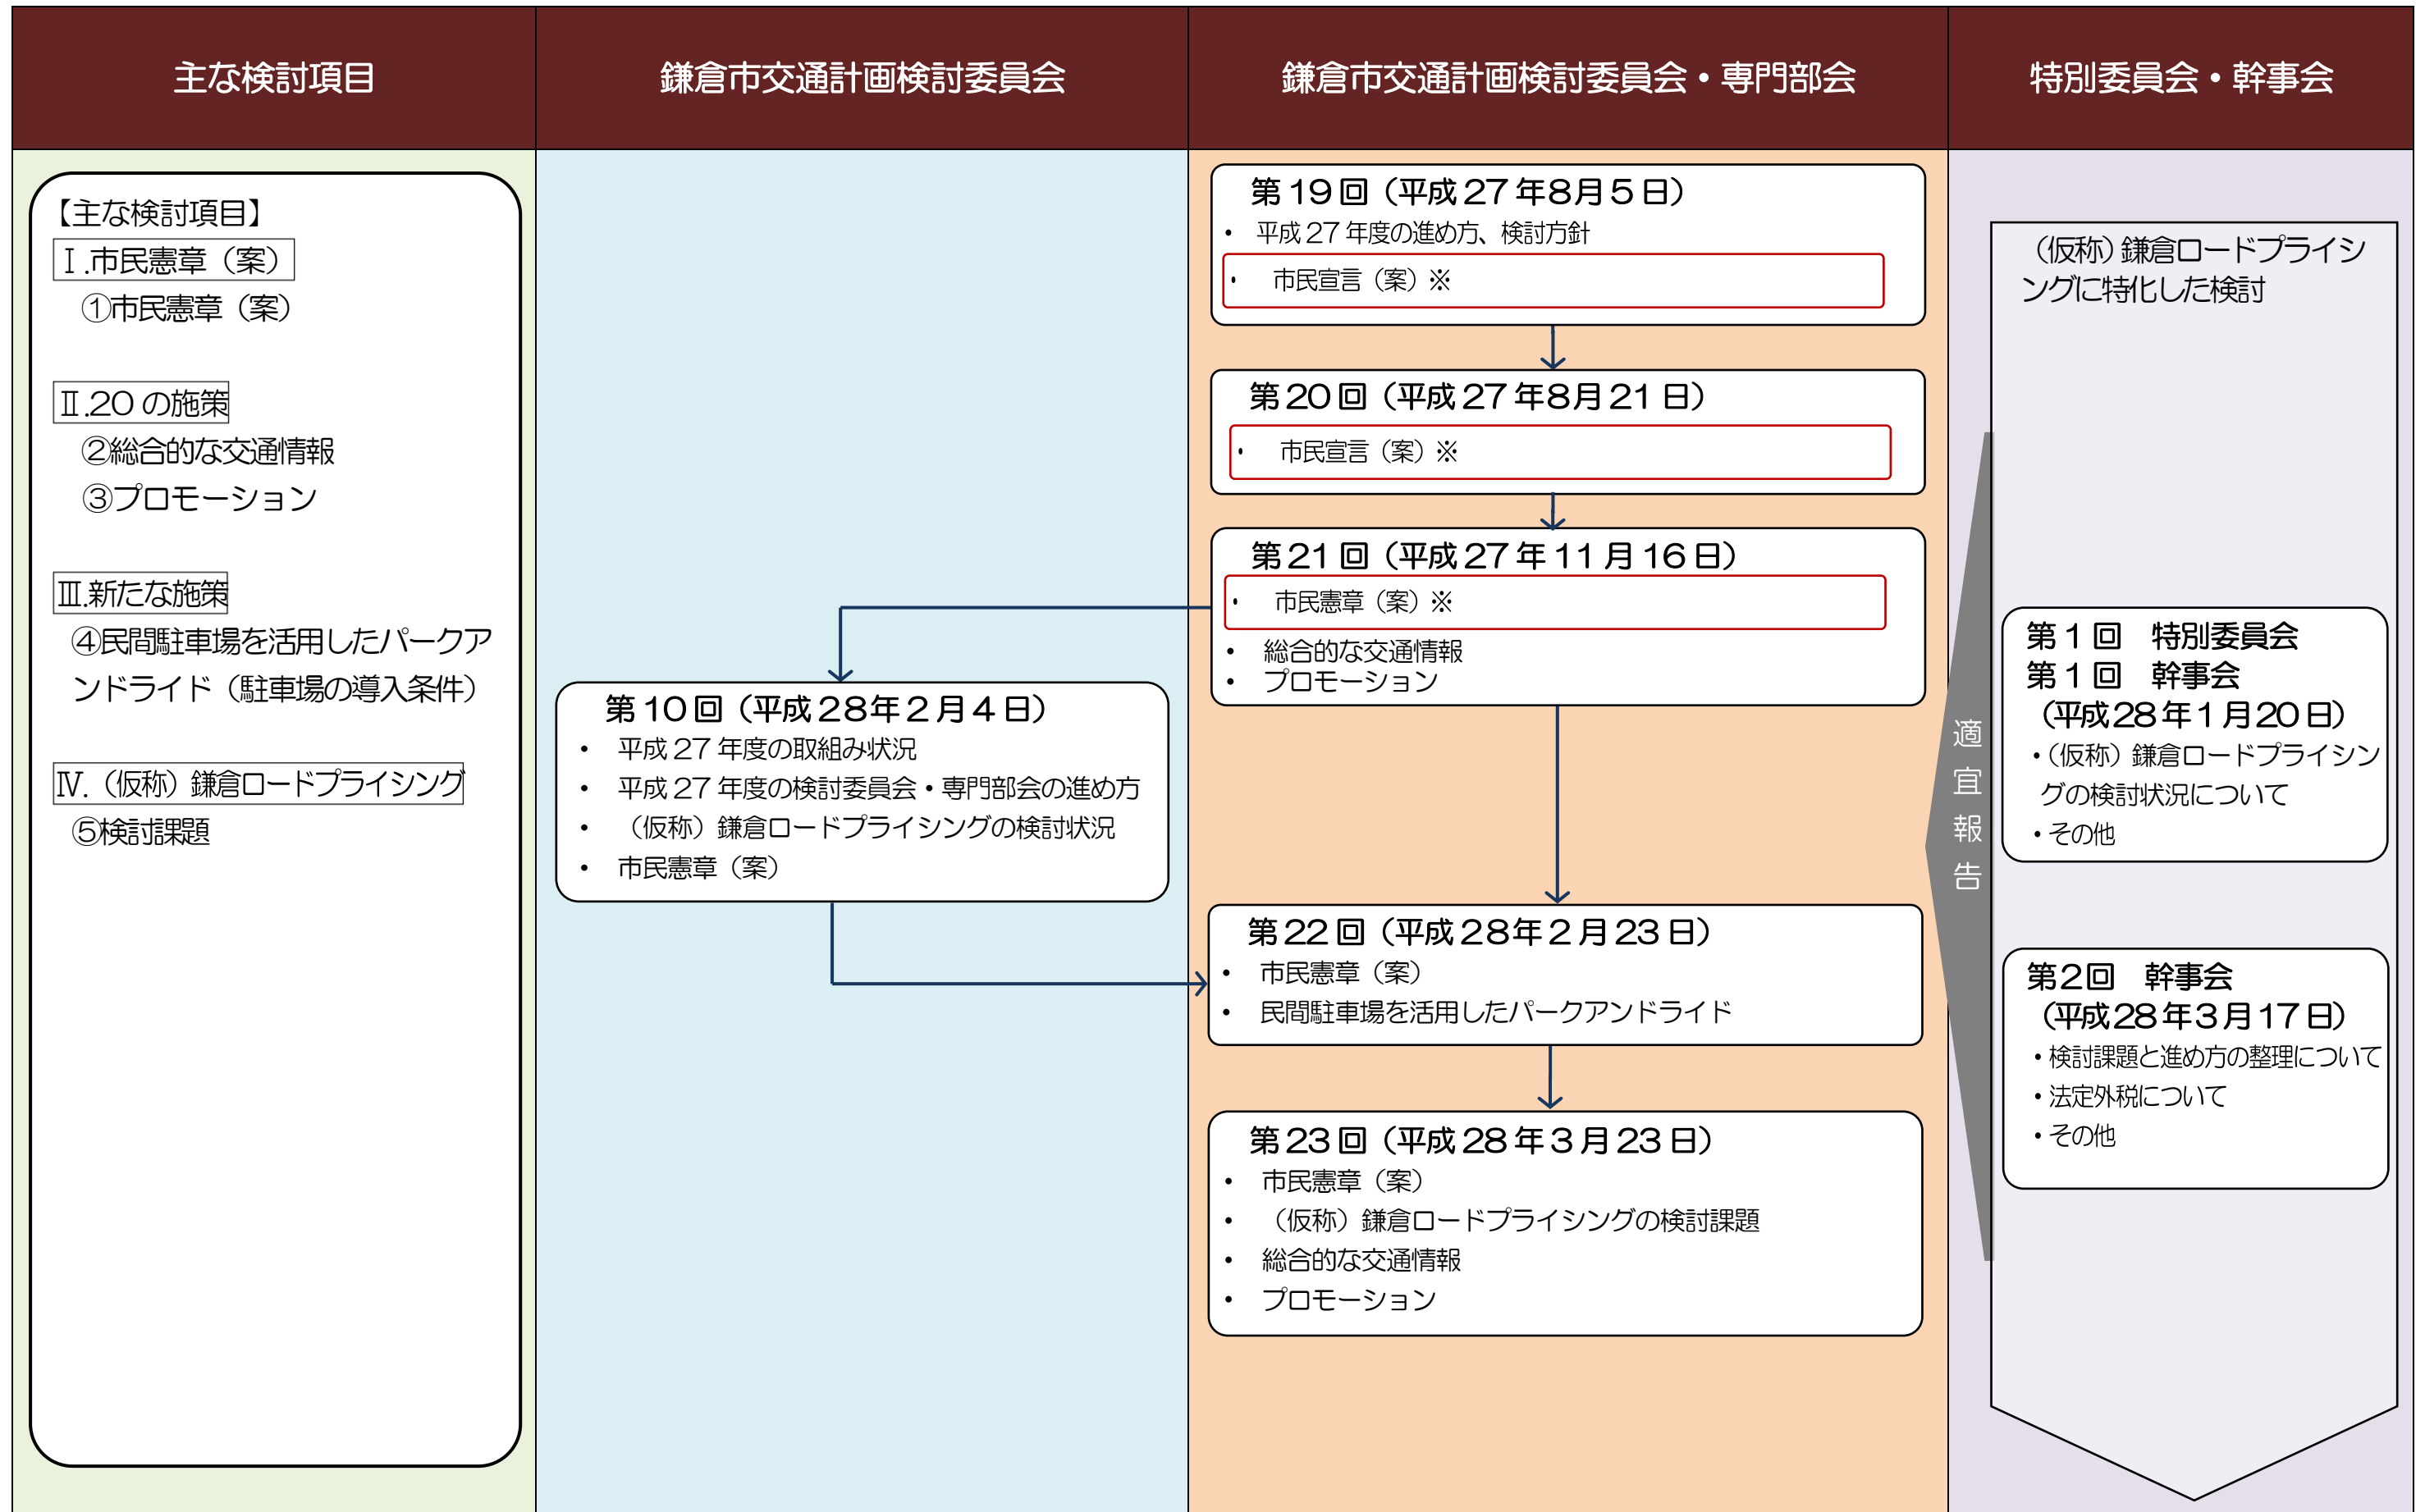 主な検討項目
鎌倉市交通計画検討委員会
鎌倉市交通計画検討委員会・専門部会
特別委員会・幹事会
【主な検討項目】
Ⅰ.市民憲章（案）
①市民憲章（案）
Ⅱ.20の施策
②総合的な交通情報
③プロモーション
Ⅲ.新たな施策
④民間駐車場を活用したパークア
ンドライド（駐車場の導入条件）
Ⅳ.（仮称）鎌倉ロードプライシング
⑤検討課題
第10回（平成28年2月4日）
・ 平成27年度の取組み状況
・ 平成27年度の検討委員会・専門部会の進め方
・ （仮称）鎌倉ロードプライシングの検討状況
・ 市民憲章（案）
第19回（平成27年8月5日）
・ 平成27年度の進め方、検討方針
・ 市民宣言（案）※
第20回（平成27年8月21日）
・ 市民宣言（案）※
第21回（平成27年11月16日）
・ 市民憲章（案）※
・ 総合的な交通情報
・ プロモーション
第22回（平成28年2月23日）
・ 市民憲章（案）
・ 民間駐車場を活用したパークアンドライド
第23回（平成28年3月23日）
・ 市民憲章（案）
・ （仮称）鎌倉ロードプライシングの検討課題
・ 総合的な交通情報
・ プロモーション
適宜報告
（仮称）鎌倉ロードプライシ
ングに特化した検討
第1回 特別委員会
第1回 幹事会
（平成28年1月20日）
・（仮称）鎌倉ロードプライシン
グの検討状況について
・その他
第2回 幹事会
（平成28年3月17日）
・検討課題と進め方の整理について
・法定外税について
・その他